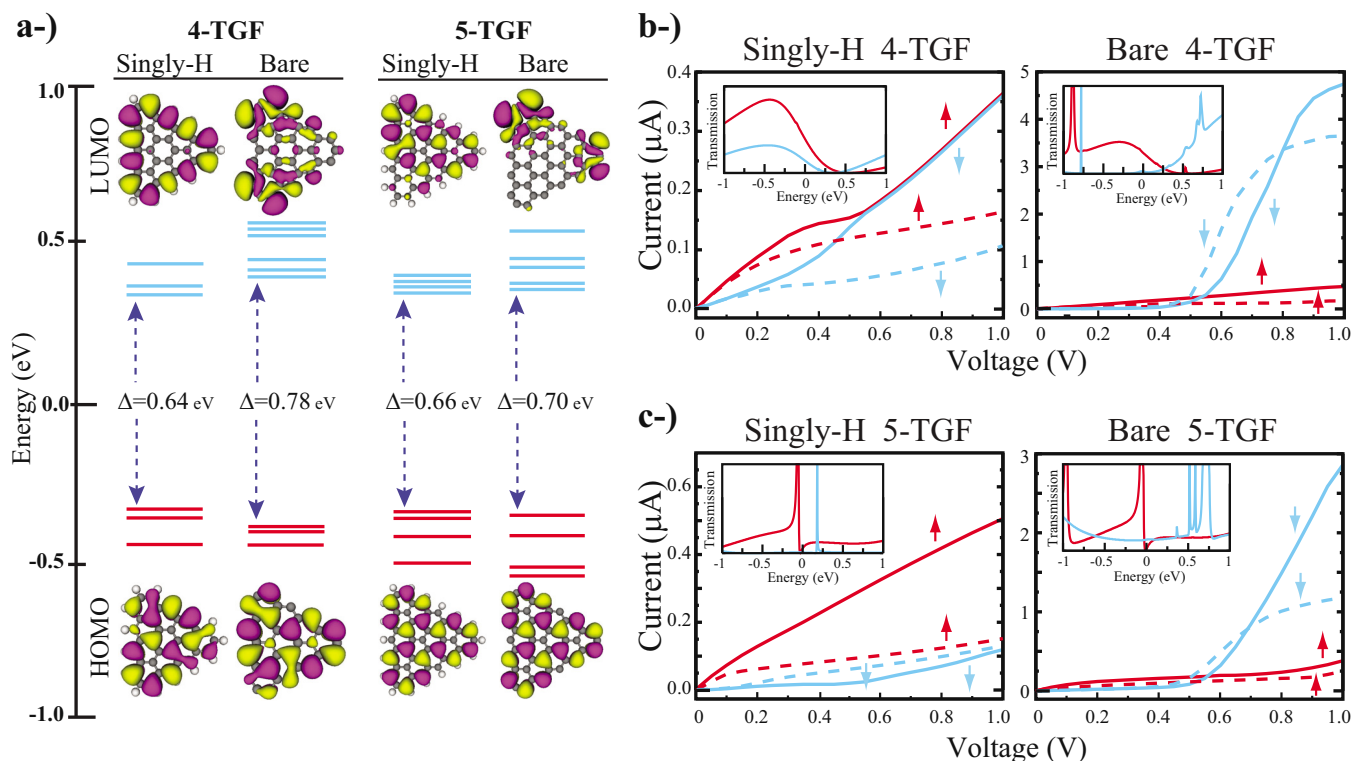 a-)
4-TGF 5-TGF
Singly-H Bare Singly-H Bare
Energy (eV)
1.0
0.5
0.0
-0.5
-1.0
LUMO
HOMO
Δ=0.64 eV Δ=0.78 eV Δ=0.66 eV Δ=0.70 eV
b-)
Singly-H 4-TGF Bare 4-TGF
Current (μA)
0.4
0.3
0.2
0.1
0.0
Transmission
-1 -0.5 0 0.5 1
Energy (eV)
0 0.2 0.4 0.6 0.8 1.0
5
4
3
2
1
0
Transmission
-1 -0.5 0 0.5 1
Energy (eV)
0 0.2 0.4 0.6 0.8 1.0
Voltage (V)
c-)
Singly-H 5-TGF Bare 5-TGF
Current (μA)
0.6
0.4
0.2
0.0
Transmission
-1 -0.5 0 0.5 1
Energy (eV)
0 0.2 0.4 0.6 0.8 1.0
3
2
1
0
Transmission
-1 -0.5 0 0.5 1
Energy (eV)
0 0.2 0.4 0.6 0.8 1.0
Voltage (V)